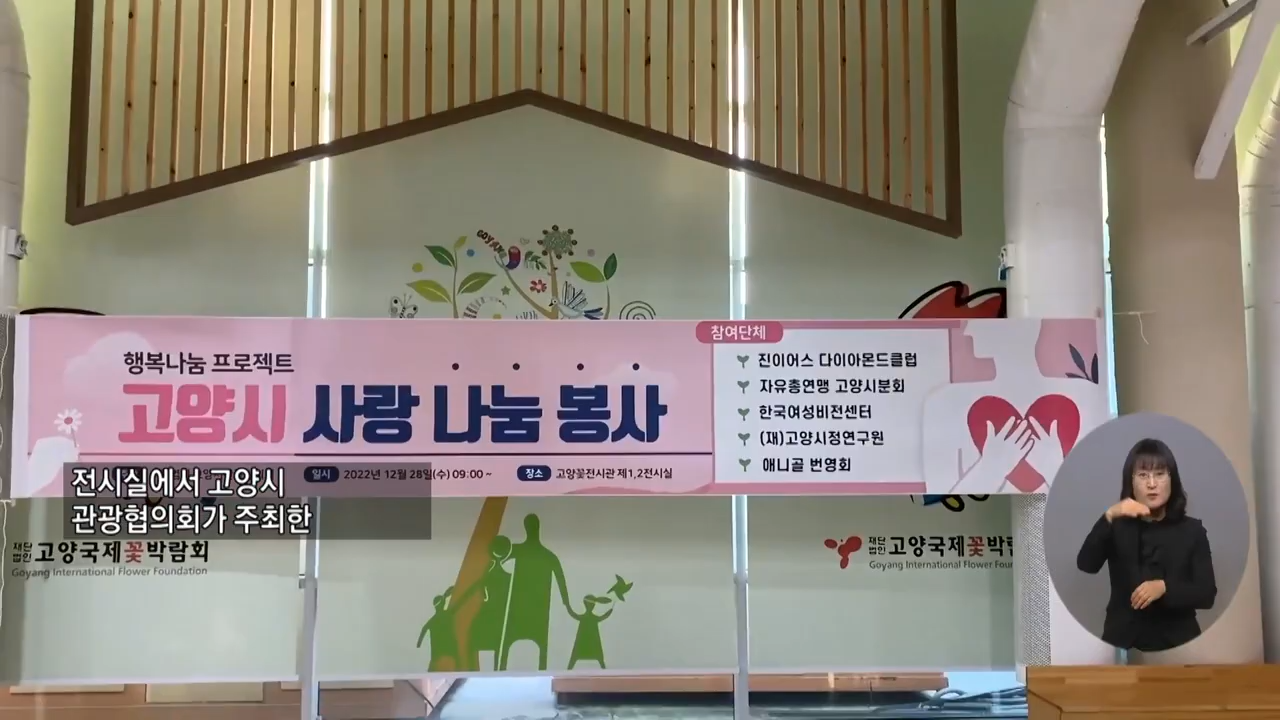 GOYANG
행복나눔 프로젝트
고양시 사랑 나눔 봉사
일시 2022년 12월 28일(수) 09:00 ~
장소 고양꽃전시관 제1,2전시실
참여단체
진이어스 다이아몬드클럽
자유총연맹 고양시분회
한국여성비전센터
(재)고양시정연구원
애니골 번영회
전시실에서 고양시
관광협의회가 주최한
재단법인 고양국제꽃박람회
Goyang International Flower Foundation
재단법인 고양국제꽃박람
Goyang International Flower